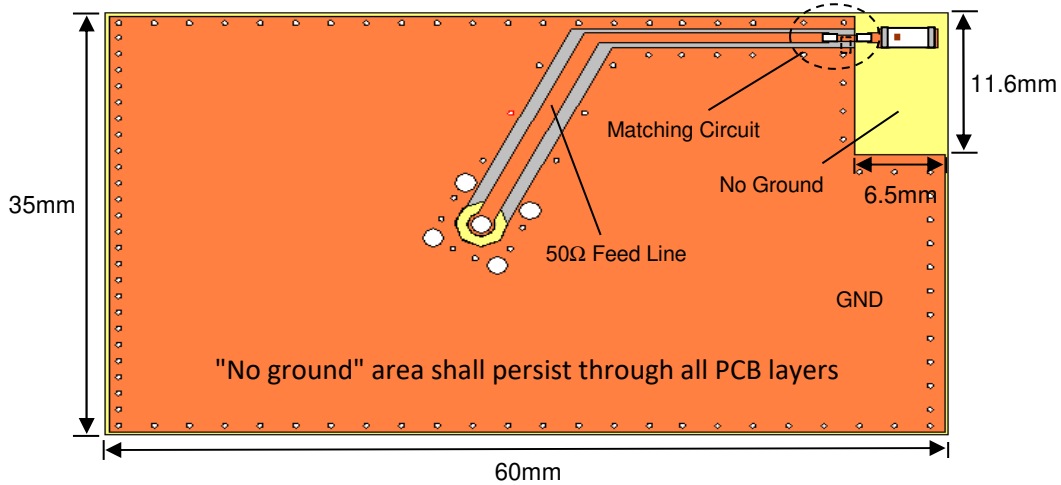 11.6mm
Matching Circuit
No Ground
6.5mm
35mm
50Ω Feed Line
GND
"No ground" area shall persist through all PCB layers
60mm